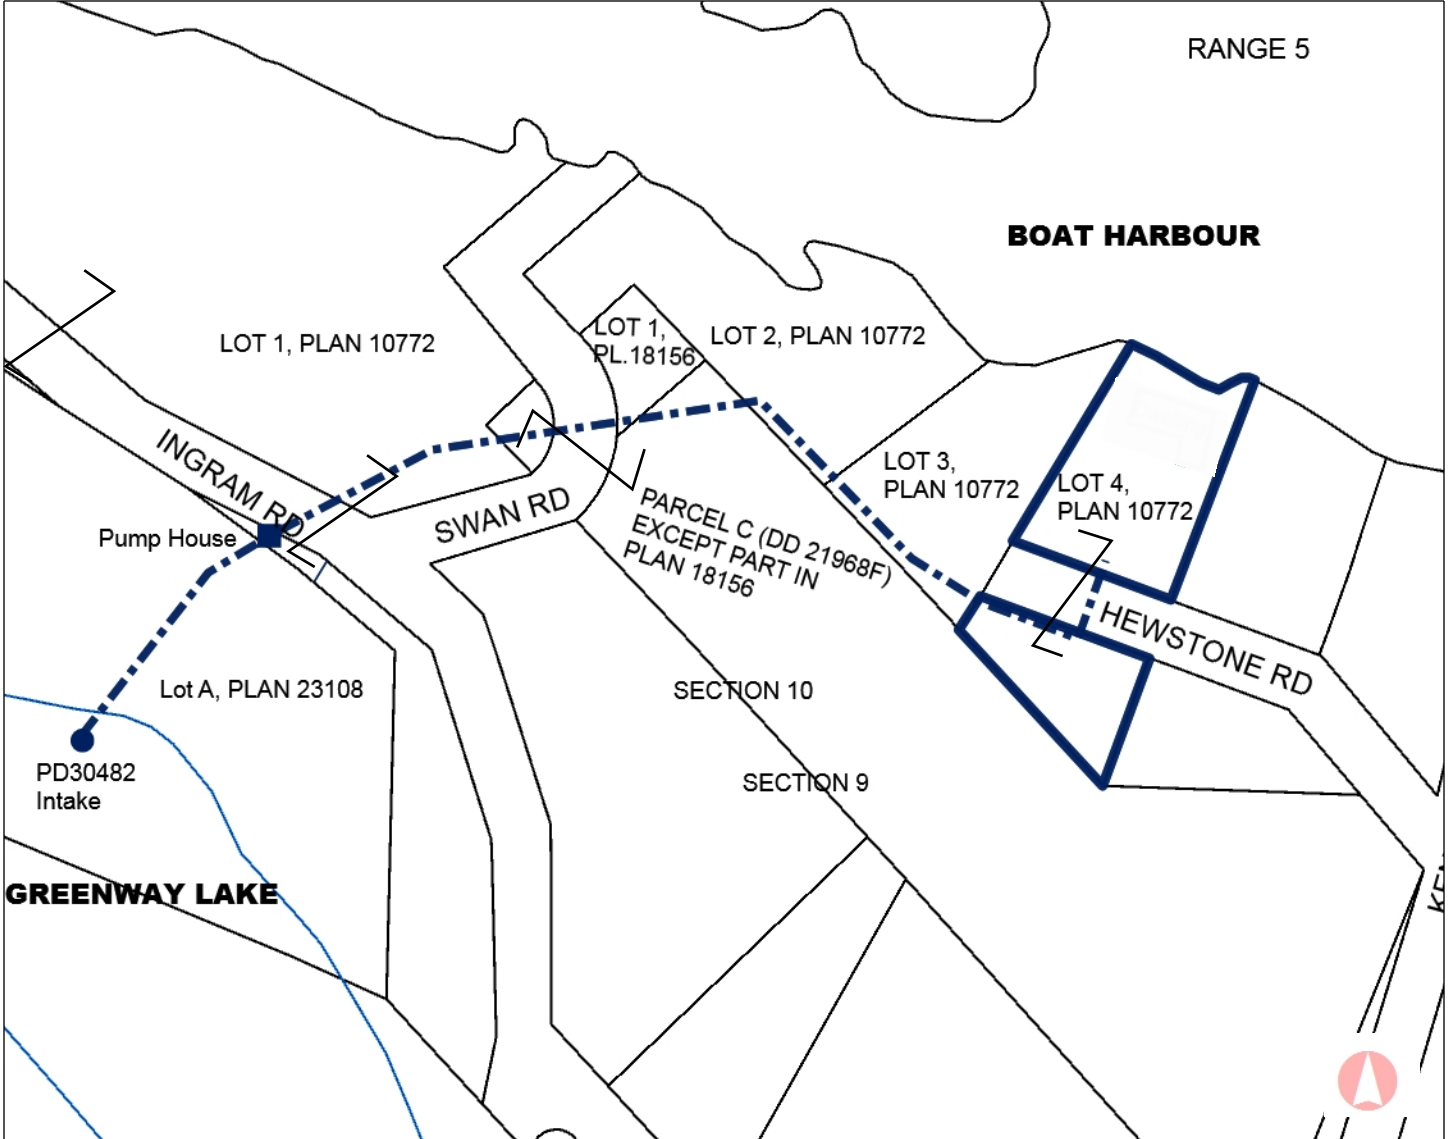 RANGE 5
BOAT HARBOUR
LOT 1, PLAN 10772
LOT 1,
PL.18156
LOT 2, PLAN 10772
LOT 3,
PLAN 10772
LOT 4,
PLAN 10772
INGRAM RD
SWAN RD
Pump House
PARCEL C (DD 21968F)
EXCEPT PART IN
PLAN 18156
HEWSTONE RD
Lot A, PLAN 23108
SECTION 10
SECTION 9
PD30482
Intake
GREENWAY LAKE